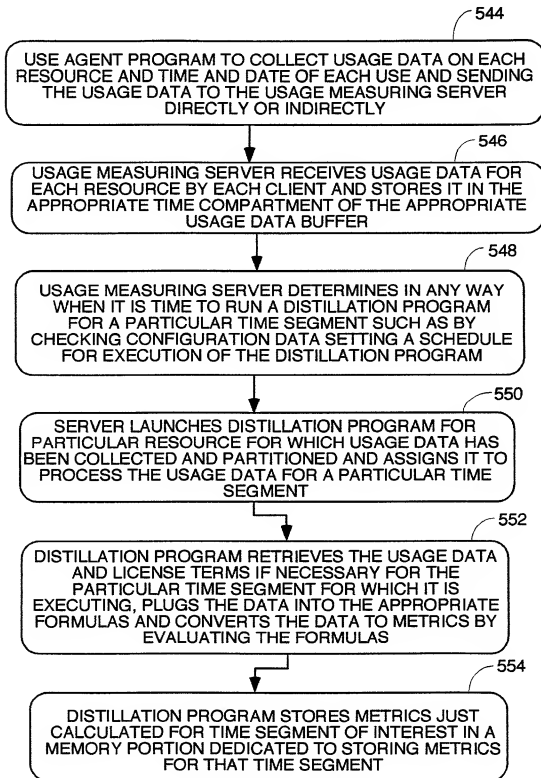 544
USE AGENT PROGRAM TO COLLECT USAGE DATA ON EACH
RESOURCE AND TIME AND DATE OF EACH USE AND SENDING
THE USAGE DATA TO THE USAGE MEASURING SERVER
DIRECTLY OR INDIRECTLY
546
USAGE MEASURING SERVER RECEIVES USAGE DATA FOR
EACH RESOURCE BY EACH CLIENT AND STORES IT IN THE
APPROPRIATE TIME COMPARTMENT OF THE APPROPRIATE
USAGE DATA BUFFER
548
USAGE MEASURING SERVER DETERMINES IN ANY WAY
WHEN IT IS TIME TO RUN A DISTILLATION PROGRAM
FOR A PARTICULAR TIME SEGMENT SUCH AS BY
CHECKING CONFIGURATION DATA SETTING A SCHEDULE
FOR EXECUTION OF THE DISTILLATION PROGRAM
550
SERVER LAUNCHES DISTILLATION PROGRAM FOR
PARTICULAR RESOURCE FOR WHICH USAGE DATA HAS
BEEN COLLECTED AND PARTITIONED AND ASSIGNS IT TO
PROCESS THE USAGE DATA FOR A PARTICULAR TIME
SEGMENT
552
DISTILLATION PROGRAM RETRIEVES THE USAGE DATA
AND LICENSE TERMS IF NECESSARY FOR THE
PARTICULAR TIME SEGMENT FOR WHICH IT IS
EXECUTING, PLUGS THE DATA INTO THE APPROPRIATE
FORMULAS AND CONVERTS THE DATA TO METRICS BY
EVALUATING THE FORMULAS
554
DISTILLATION PROGRAM STORES METRICS JUST
CALCULATED FOR TIME SEGMENT OF INTEREST IN A
MEMORY PORTION DEDICATED TO STORING METRICS
FOR THAT TIME SEGMENT